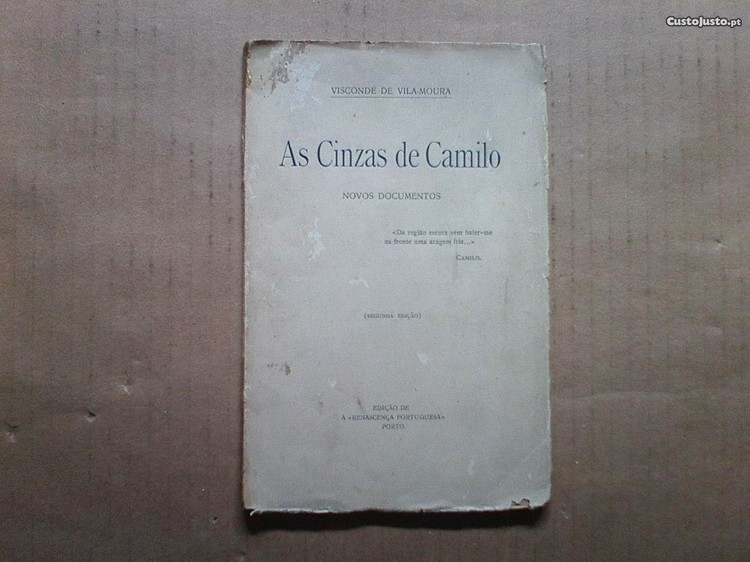 CustoJusto.pt
VISCONDE DE VILA-MOURA
As Cinzas de Camilo
NOVOS DOCUMENTOS
«Da região escura vem bater-me
na fronte uma aragem fria...»
CAMILO.
(SEGUNDA EDIÇÃO)
EDIÇÃO DE
A «RENASCENÇA PORTUGUESA»
PORTO